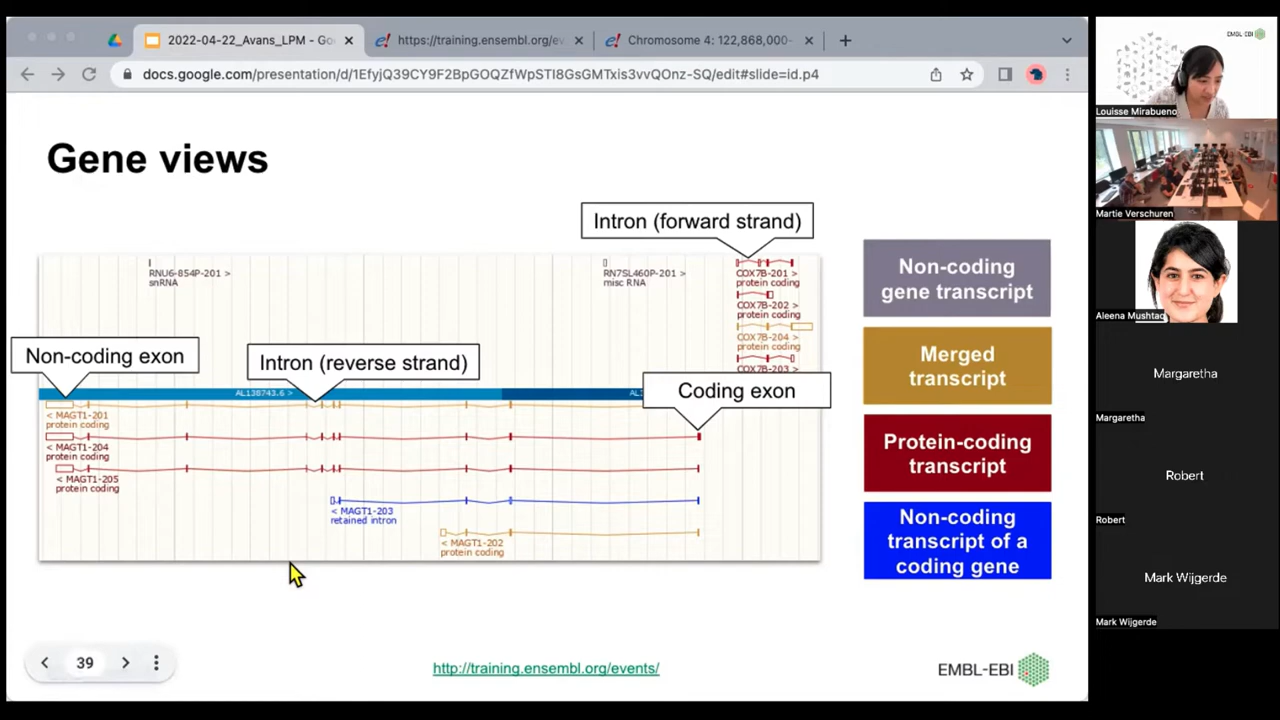 2022-04-22_Avans_LPM - Go
https://training.ensembl.org/ev
Chromosome 4: 122,868,000-
docs.google.com/presentation/d/1EfyjQ39CY9F2BpGOQZfWpSTI8GsGMTxis3vvQOnz-SQ/edit#slide=id.p4
Gene views
Intron (forward strand)
RNU6-854P-201 >
snRNA
RN7SL460P-201 >
misc RNA
COX7B-201 >
protein coding
COX7B-202 >
protein coding
COX7B-204 >
protein coding
COX7B-203 >
Non-coding exon
Intron (reverse strand)
Coding exon
AL138743.6 >
< MAGT1-201
protein coding
< MAGT1-204
protein coding
< MAGT1-205
protein coding
< MAGT1-203
retained intron
< MAGT1-202
protein coding
Non-coding
gene transcript
Merged
transcript
Protein-coding
transcript
Non-coding
transcript of a
coding gene
39
http://training.ensembl.org/events/
EMBL-EBI
EMBL-EBI
Louisse Mirabueno
Martie Verschuren
Aleena Mushtaq
Margaretha
Margaretha
Robert
Robert
Mark Wijgerde
Mark Wijgerde